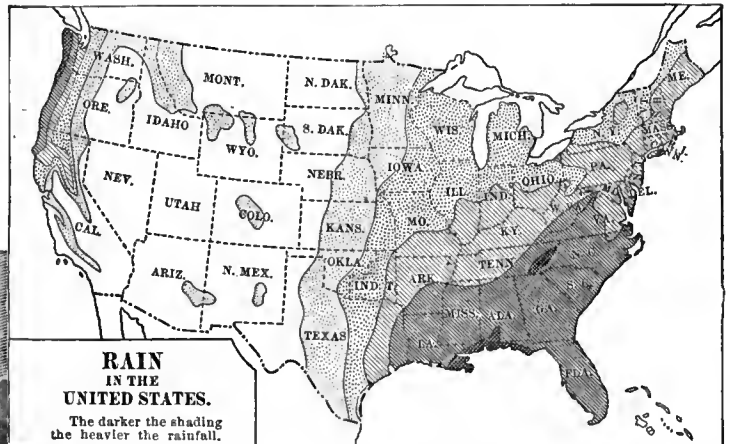 WASH.
MONT.
N. DAK.
MINN.
ME.
ORE.
IDAHO
S. DAK.
WIS.
MICH.
N. Y.
MA
WYO.
IOWA
PA.
N.J.
NEV.
NEBR.
ILL
IND
OHIO
DEL.
UTAH
COLO.
KANS.
MO.
W.
VA.
KY.
CAL.
ARIZ.
N. MEX.
OKLA.
IND T.
ARK
TENN
N.C.
S.C.
TEXAS
LA.
MISS.
ALA.
GA.
FLA.
RAIN
IN THE
UNITED STATES.
The darker the shading
the heavier the rainfall.